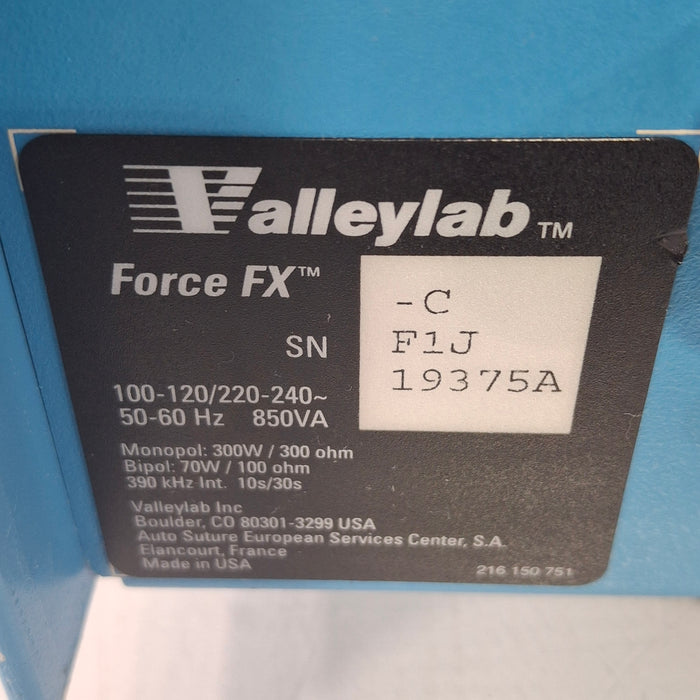 Valleylab™
Force FX™
-C
SN F1J
19375A
100-120/220-240~
50-60 Hz 850VA
Monopol: 300W / 300 ohm
Bipol: 70W / 100 ohm
390 kHz Int. 10s/30s
Valleylab Inc
Boulder, CO 80301-3299 USA
Auto Suture European Services Center, S.A.
Elancourt, France
Made in USA
216 150 751